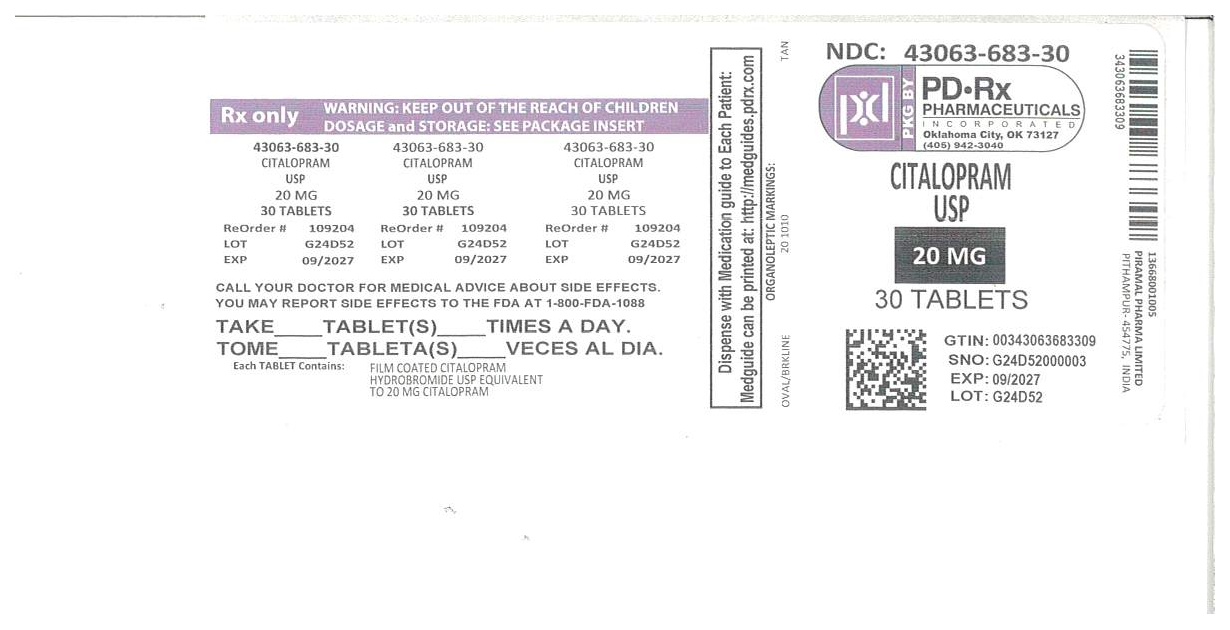 Rx only
WARNING: KEEP OUT OF THE REACH OF CHILDREN
DOSAGE and STORAGE: SEE PACKAGE INSERT
43063-683-30 43063-683-30 43063-683-30
CITALOPRAM CITALOPRAM CITALOPRAM
USP USP USP
20 MG 20 MG 20 MG
30 TABLETS 30 TABLETS 30 TABLETS
ReOrder # 109204 ReOrder # 109204 ReOrder # 109204
LOT G24D52 LOT G24D52 LOT G24D52
EXP 09/2027 EXP 09/2027 EXP 09/2027
CALL YOUR DOCTOR FOR MEDICAL ADVICE ABOUT SIDE EFFECTS.
YOU MAY REPORT SIDE EFFECTS TO THE FDA AT 1-800-FDA-1088
TAKE____TABLET(S)____TIMES A DAY.
TOME____TABLETA(S)____VECES AL DIA.
Each TABLET Contains: FILM COATED CITALOPRAM
HYDROBROMIDE USP EQUIVALENT
TO 20 MG CITALOPRAM
Dispense with Medication guide to Each Patient:
Medguide can be printed at: http://medguides.pdrx.com
ORGANOLEPTIC MARKINGS:
OVAL/BRKLINE 20 1010 TAN
NDC: 43063-683-30
PKG BY
PD•Rx
PHARMACEUTICALS
INCORPORATED
Oklahoma City, OK 73127
(405) 942-3040
CITALOPRAM
USP
20 MG
30 TABLETS
GTIN: 00343063683309
SNO: G24D52000003
EXP: 09/2027
LOT: G24D52
343063683309
13668001005
PIRAMAL PHARMA LIMITED
PITHAMPUR- 454775, INDIA